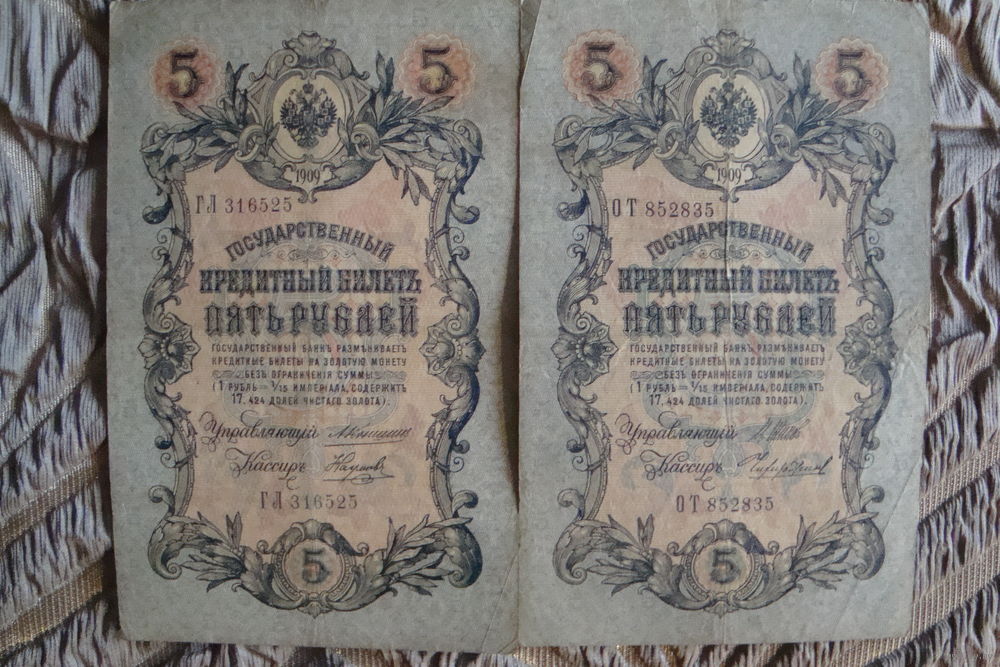 5 5
1909
ГЛ 316525
ГОСУДАРСТВЕННЫЙ
КРЕДИТНЫЙ БИЛЕТЪ
ПЯТЬ РУБЛЕЙ
ГОСУДАРСТВЕННЫЙ БАНКЪ РАЗМѢНИВАЕТЪ
КРЕДИТНЫЕ БИЛЕТЫ НА ЗОЛОТУЮ МОНЕТУ
БЕЗЪ ОГРАНИЧЕНІЯ СУММЫ
(1 РУБЛЬ = 1/15 ИМПЕРІАЛА, СОДЕРЖИТЪ
17,424 ДОЛЕЙ ЧИСТАГО ЗОЛОТА).
Управляющій
Кассиръ
ГЛ 316525
5
5 5
1909
ОТ 852835
ГОСУДАРСТВЕННЫЙ
КРЕДИТНЫЙ БИЛЕТЪ
ПЯТЬ РУБЛЕЙ
ГОСУДАРСТВЕННЫЙ БАНКЪ РАЗМѢНИВАЕТЪ
КРЕДИТНЫЕ БИЛЕТЫ НА ЗОЛОТУЮ МОНЕТУ
БЕЗЪ ОГРАНИЧЕНІЯ СУММЫ
(1 РУБЛЬ = 1/15 ИМПЕРІАЛА, СОДЕРЖИТЪ
17,424 ДОЛЕЙ ЧИСТАГО ЗОЛОТА).
Управляющій
Кассиръ
ОТ 852835
5